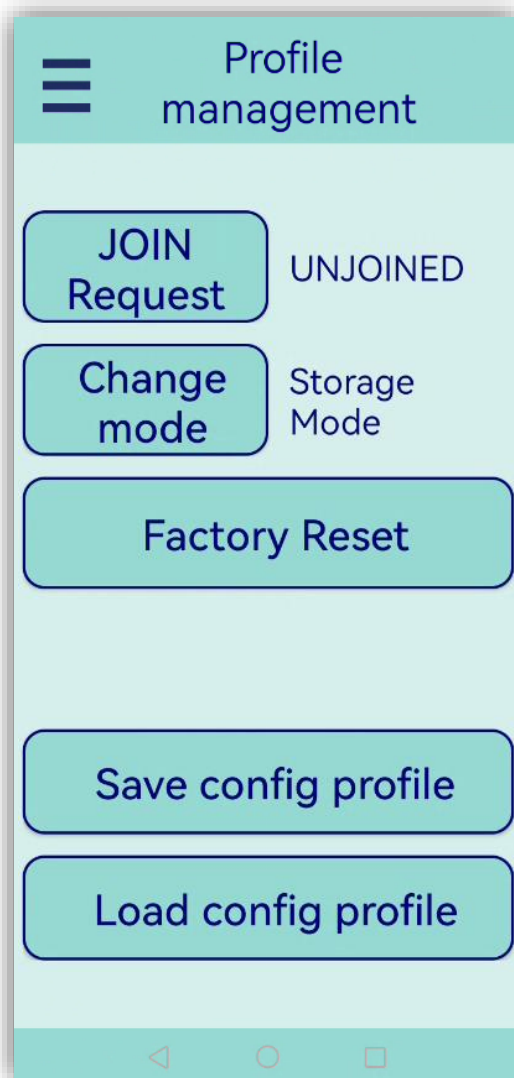 Profile
management
JOIN
Request
UNJOINED
Change
mode
Storage
Mode
Factory Reset
Save config profile
Load config profile